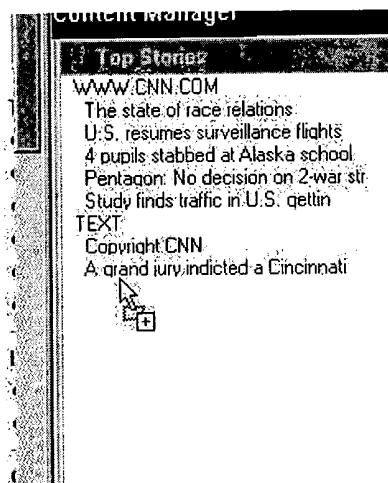 Content Manager
Top Stories
WWW.CNN.COM
The state of race relations
U.S. resumes surveillance flights
4 pupils stabbed at Alaska school
Pentagon: No decision on 2-war str
Study finds traffic in U.S. gettin
TEXT
Copyright CNN
A grand jury indicted a Cincinnati